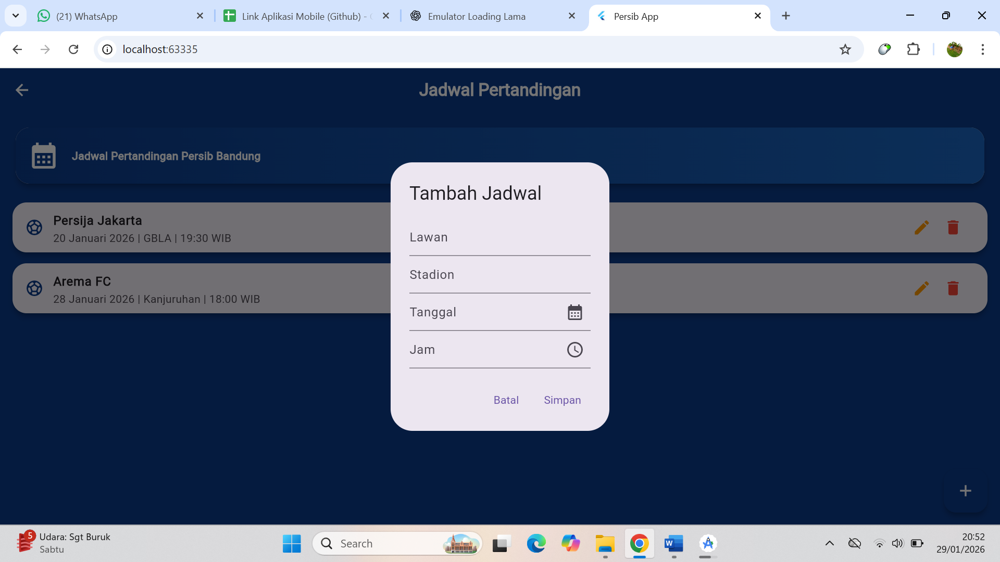 (21) WhatsApp
Link Aplikasi Mobile (Github) -
Emulator Loading Lama
Persib App
localhost:63335
Jadwal Pertandingan
Jadwal Pertandingan Persib Bandung
Persija Jakarta
20 Januari 2026 | GBLA | 19:30 WIB
Arema FC
28 Januari 2026 | Kanjuruhan | 18:00 WIB
Tambah Jadwal
Lawan
Stadion
Tanggal
Jam
Batal
Simpan
+
5
Udara: Sgt Buruk
Sabtu
Search
W
20:52
29/01/2026